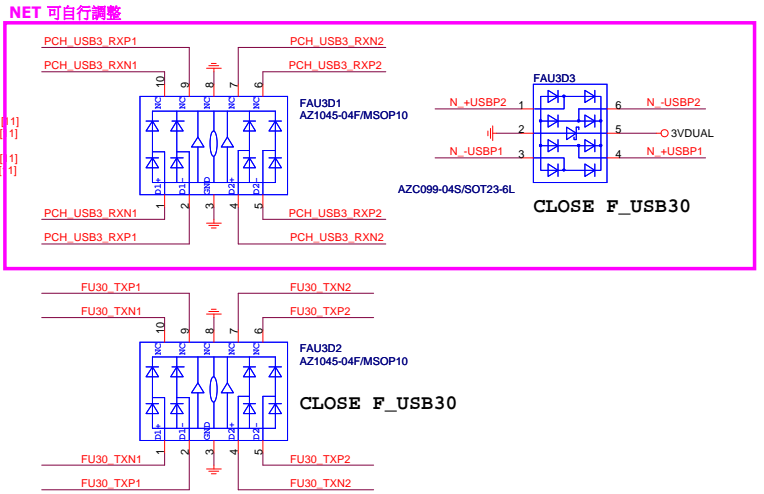 NET 可自行調整
PCH_USB3_RXP1
PCH_USB3_RXN2
PCH_USB3_RXN1
PCH_USB3_RXP2
10
9
8
7
6
NC
NC
NC
NC
NC
FAU3D1
AZ1045-04F/MSOP10
D1+
D1-
GND
D2+
D2-
1
2
3
4
5
PCH_USB3_RXN1
PCH_USB3_RXP2
PCH_USB3_RXP1
PCH_USB3_RXN2
FAU3D3
N_+USBP2
1
6
N_-USBP2
2
5
3VDUAL
N_-USBP1
3
4
N_+USBP1
AZC099-04S/SOT23-6L
CLOSE F_USB30
FU30_TXP1
FU30_TXN2
FU30_TXN1
FU30_TXP2
10
9
8
7
6
NC
NC
NC
NC
NC
FAU3D2
AZ1045-04F/MSOP10
CLOSE F_USB30
D1+
D1-
GND
D2+
D2-
1
2
3
4
5
FU30_TXN1
FU30_TXP2
FU30_TXP1
FU30_TXN2